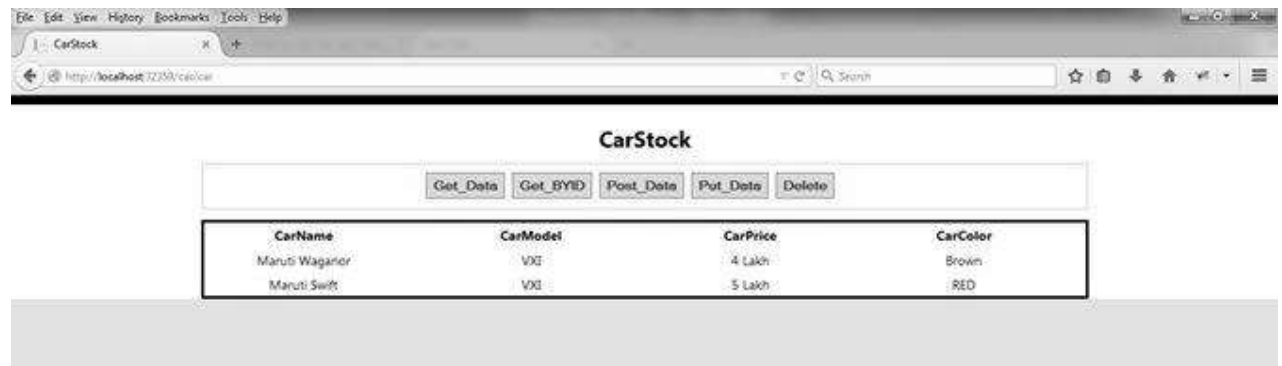 File Edit View History Bookmarks Tools Help
CarStock
http://localhost
Search
CarStock
Get_Data Get_BYID Post_Data Put_Data Delete
CarName CarModel CarPrice CarColor
Maruti Waganor VXI 4 Lakh Brown
Maruti Swift VXI 5 Lakh RED